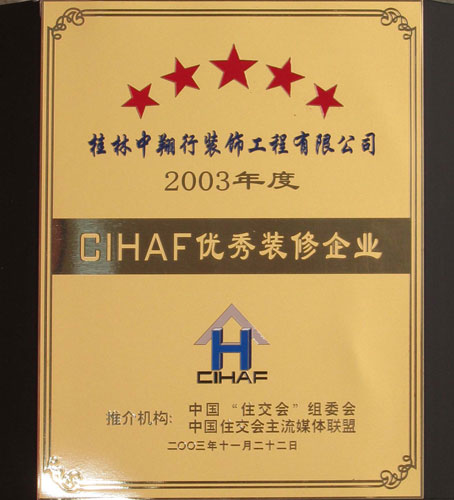 桂林中翔行装饰工程有限公司
2003年度
CIHAF优秀装修企业
H
CIHAF
推介机构: 中国“住交会”组委会
中国住交会主流媒体联盟
二〇〇三年十一月二十二日